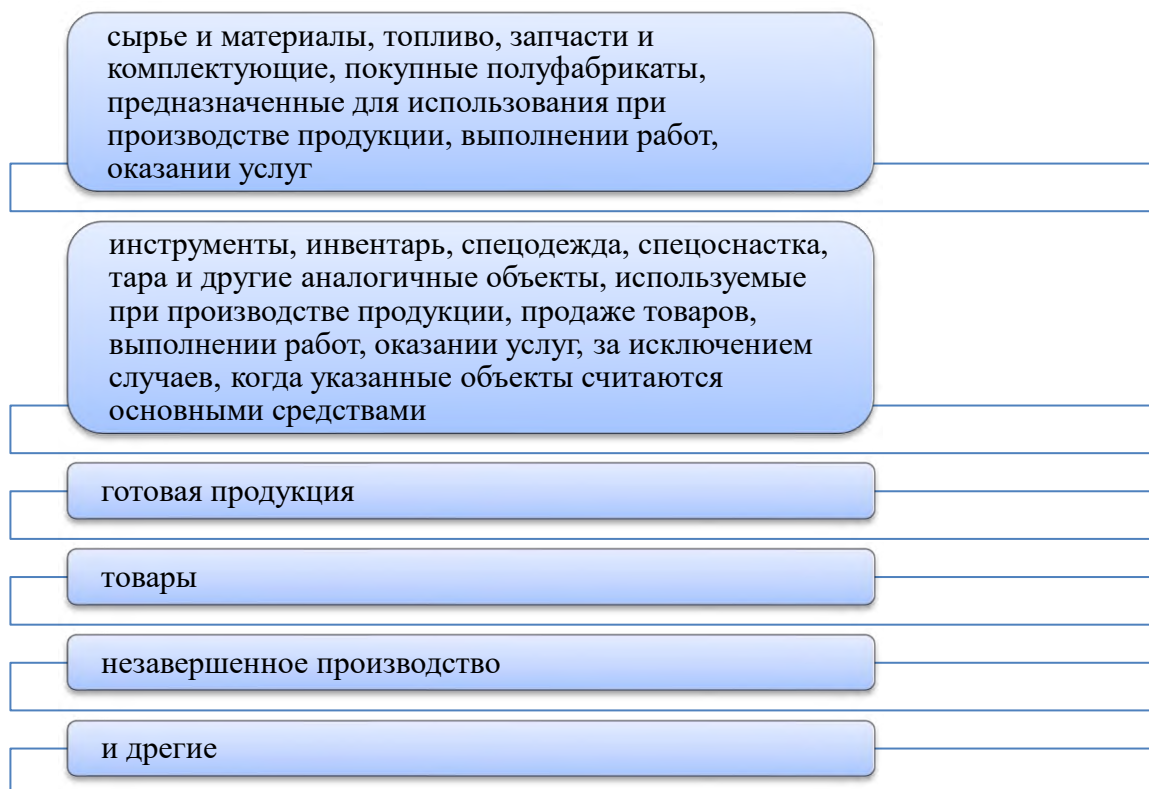 сырье и материалы, топливо, запчасти и
комплектующие, покупные полуфабрикаты,
предназначенные для использования при
производстве продукции, выполнении работ,
оказании услуг
инструменты, инвентарь, спецодежда, спецоснастка,
тара и другие аналогичные объекты, используемые
при производстве продукции, продаже товаров,
выполнении работ, оказании услуг, за исключением
случаев, когда указанные объекты считаются
основными средствами
готовая продукция
товары
незавершенное производство
и дрегие